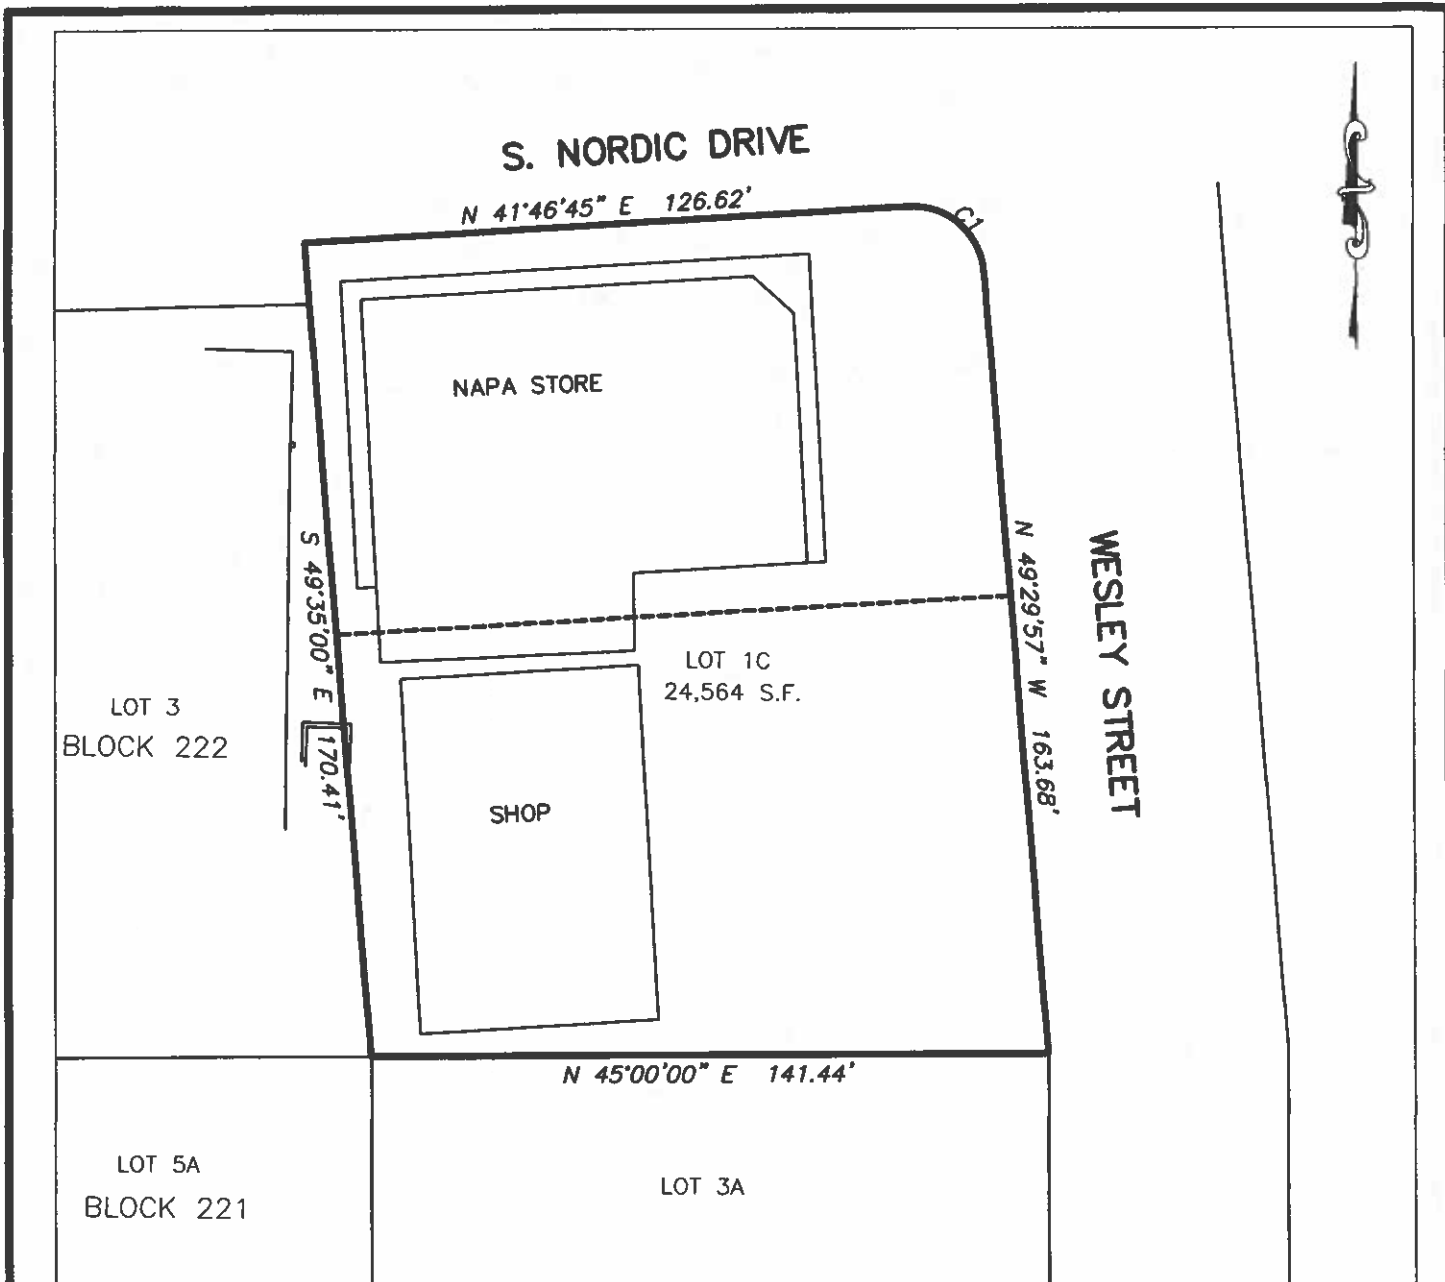 S. NORDIC DRIVE
N 41°46'45" E 126.62'
C1
NAPA STORE
S 49°35'00" E 170.41'
N 49°29'57" W 163.68'
WESLEY STREET
LOT 1C
24,564 S.F.
LOT 3
BLOCK 222
SHOP
N 45°00'00" E 141.44'
LOT 5A
BLOCK 221
LOT 3A